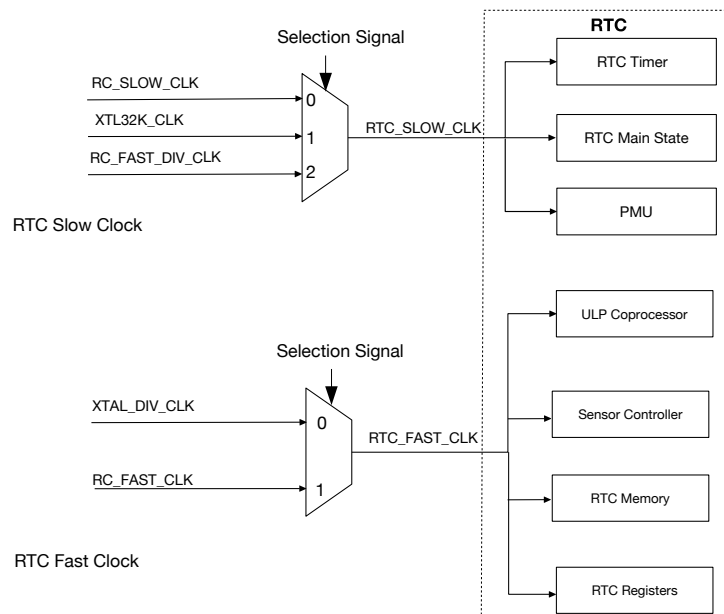 RTC
Selection Signal
RTC Timer
RC_SLOW_CLK
0
XTL32K_CLK
1
RTC_SLOW_CLK
RTC Main State
RC_FAST_DIV_CLK
2
PMU
RTC Slow Clock
ULP Coprocessor
Selection Signal
XTAL_DIV_CLK
0
Sensor Controller
RTC_FAST_CLK
RC_FAST_CLK
1
RTC Memory
RTC Fast Clock
RTC Registers